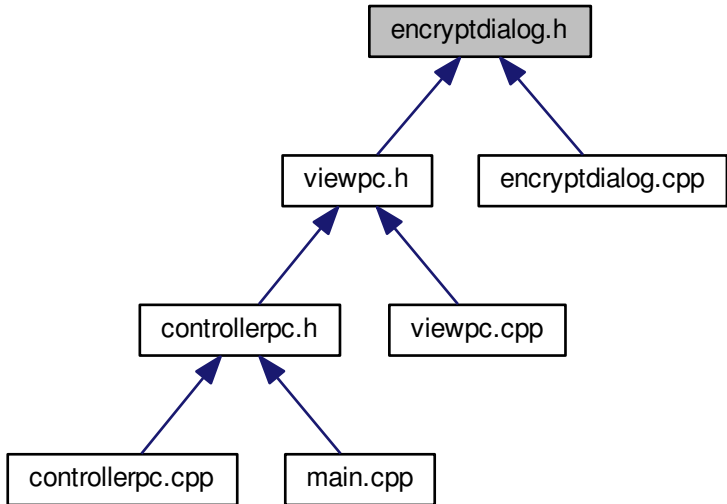 encryptdialog.h
viewpc.h
encryptdialog.cpp
controllerpc.h
viewpc.cpp
controllerpc.cpp
main.cpp